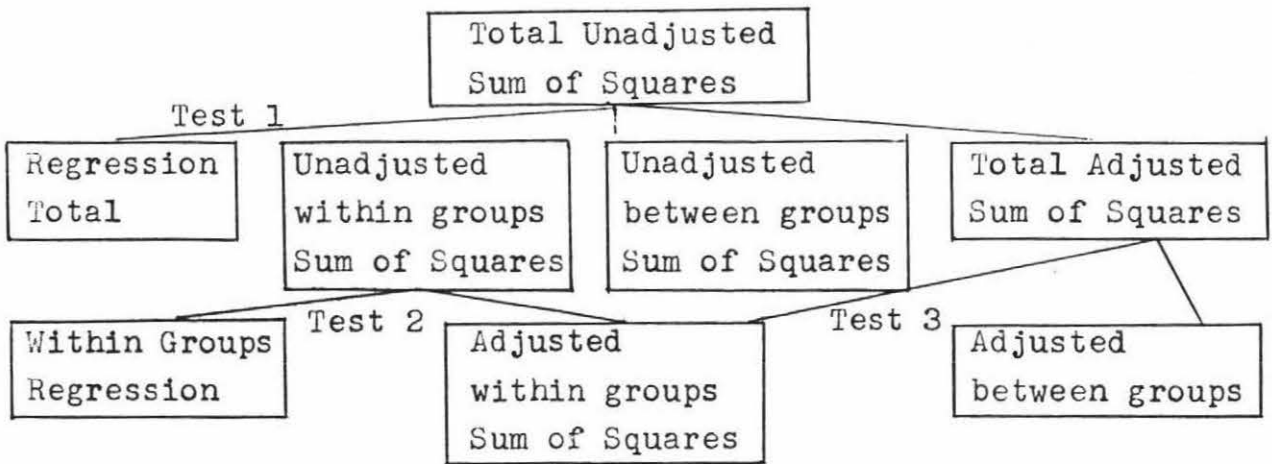 Total Unadjusted
Sum of Squares
Test 1
Regression
Total
Unadjusted
within groups
Sum of Squares
Unadjusted
between groups
Sum of Squares
Total Adjusted
Sum of Squares
Test 2
Test 3
Within Groups
Regression
Adjusted
within groups
Sum of Squares
Adjusted
between groups